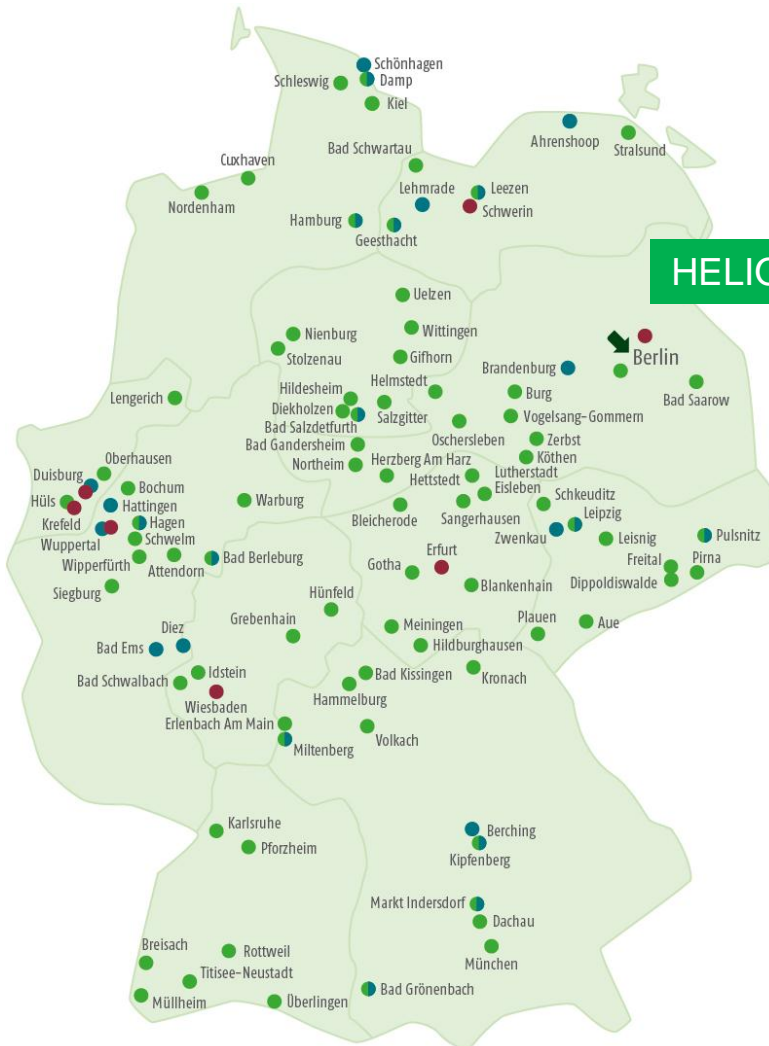 Schönhagen
Schleswig
Damp
Kiel
Ahrenshoop
Stralsund
Bad Schwartau
Cuxhaven
Lehmrade
Leezen
Nordenham
Schwerin
Hamburg
Geesthacht
HELIO
Uelzen
Nienburg
Wittingen
Stolzenau
Gifhorn
Berlin
Brandenburg
Helmstedt
Hildesheim
Burg
Bad Saarow
Lengerich
Diekholzen
Salzgitter
Vogelsang-Gommern
Bad Salzdetfurth
Oschersleben
Zerbst
Bad Gandersheim
Köthen
Oberhausen
Northeim
Herzberg Am Harz
Lutherstadt
Eisleben
Duisburg
Bochum
Hettstedt
Schkeuditz
Hüls
Hattingen
Warburg
Sangerhausen
Leipzig
Krefeld
Hagen
Bleicherode
Zwenkau
Pulsnitz
Wuppertal
Schwelm
Leisnig
Erfurt
Wipperfürth
Bad Berleburg
Freital
Pirna
Attendorn
Gotha
Dippoldiswalde
Siegburg
Hünfeld
Blankenhain
Grebenhain
Meiningen
Plauen
Aue
Diez
Bad Ems
Hildburghausen
Idstein
Bad Kissingen
Kronach
Bad Schwalbach
Hammelburg
Wiesbaden
Erlenbach Am Main
Volkach
Miltenberg
Karlsruhe
Berching
Pforzheim
Kipfenberg
Markt Indersdorf
Dachau
Breisach
Rottweil
München
Titisee-Neustadt
Bad Grönenbach
Müllheim
Überlingen